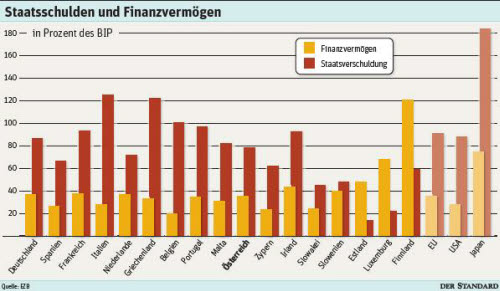 Staatsschulden und Finanzvermögen
in Prozent des BIP
180
160
140
120
100
80
60
40
20
Finanzvermögen
Staatsverschuldung
Deutschland
Spanien
Frankreich
Italien
Niederlande
Griechenland
Belgien
Portugal
Malta
Österreich
Zypern
Irland
Slowakei
Slowenien
Estland
Luxemburg
Finnland
EU
USA
Japan
Quelle: EZB
DER STANDARD